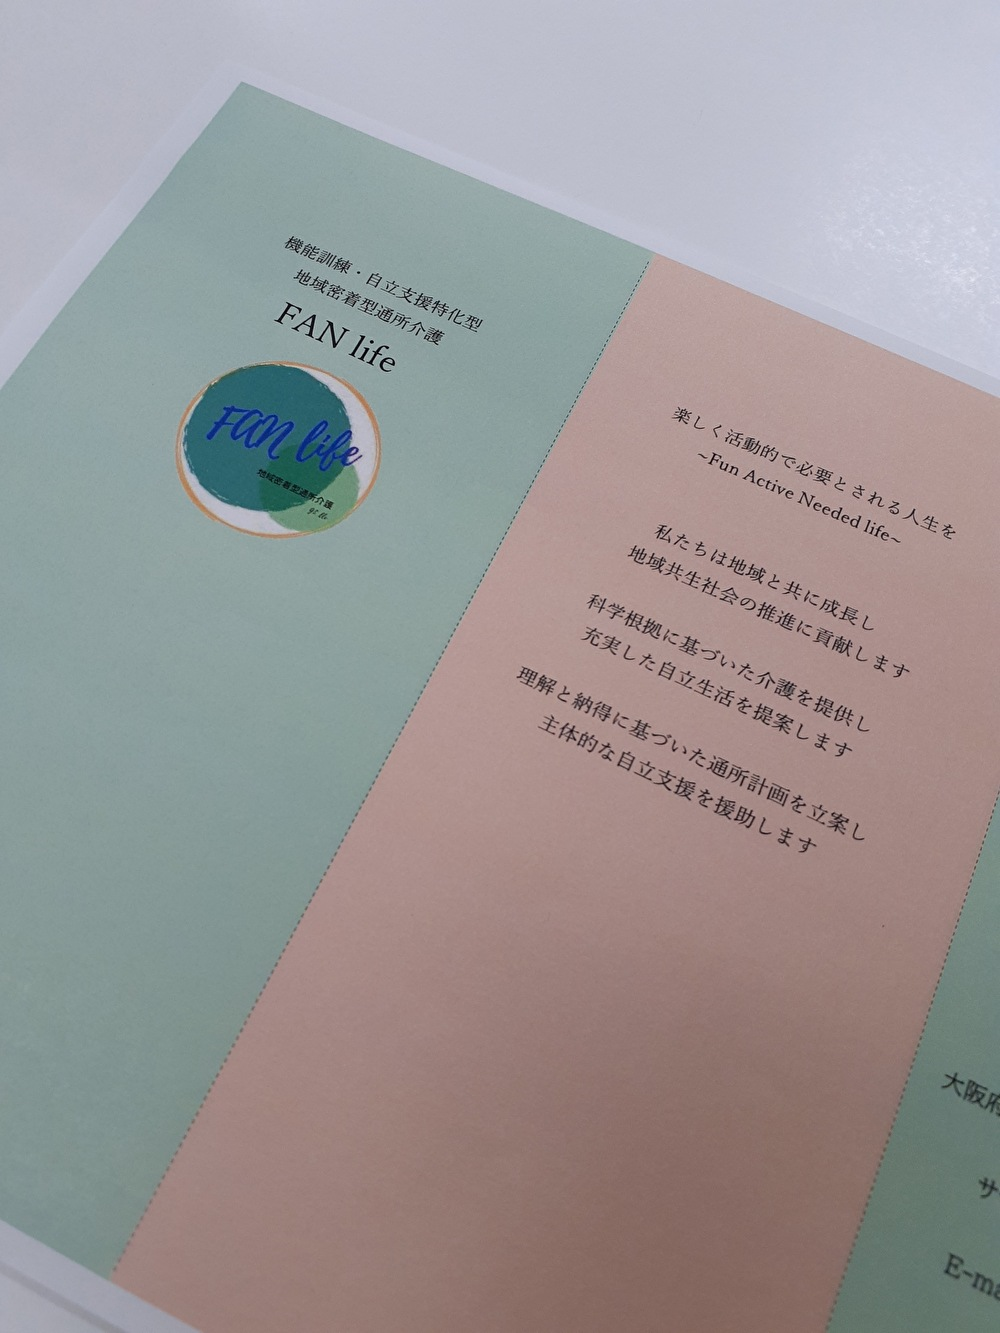 機能訓練・自立支援特化型
地域密着型通所介護
FAN life
FAN life
地域密着型通所介護
楽しく活動的で必要とされる人生を
~Fun Active Needed life~
私たちは地域と共に成長し
地域共生社会の推進に貢献します
科学根拠に基づいた介護を提供し
充実した自立生活を提案します
理解と納得に基づいた通所計画を立案し
主体的な自立支援を援助します
大阪府
サ
E-ma